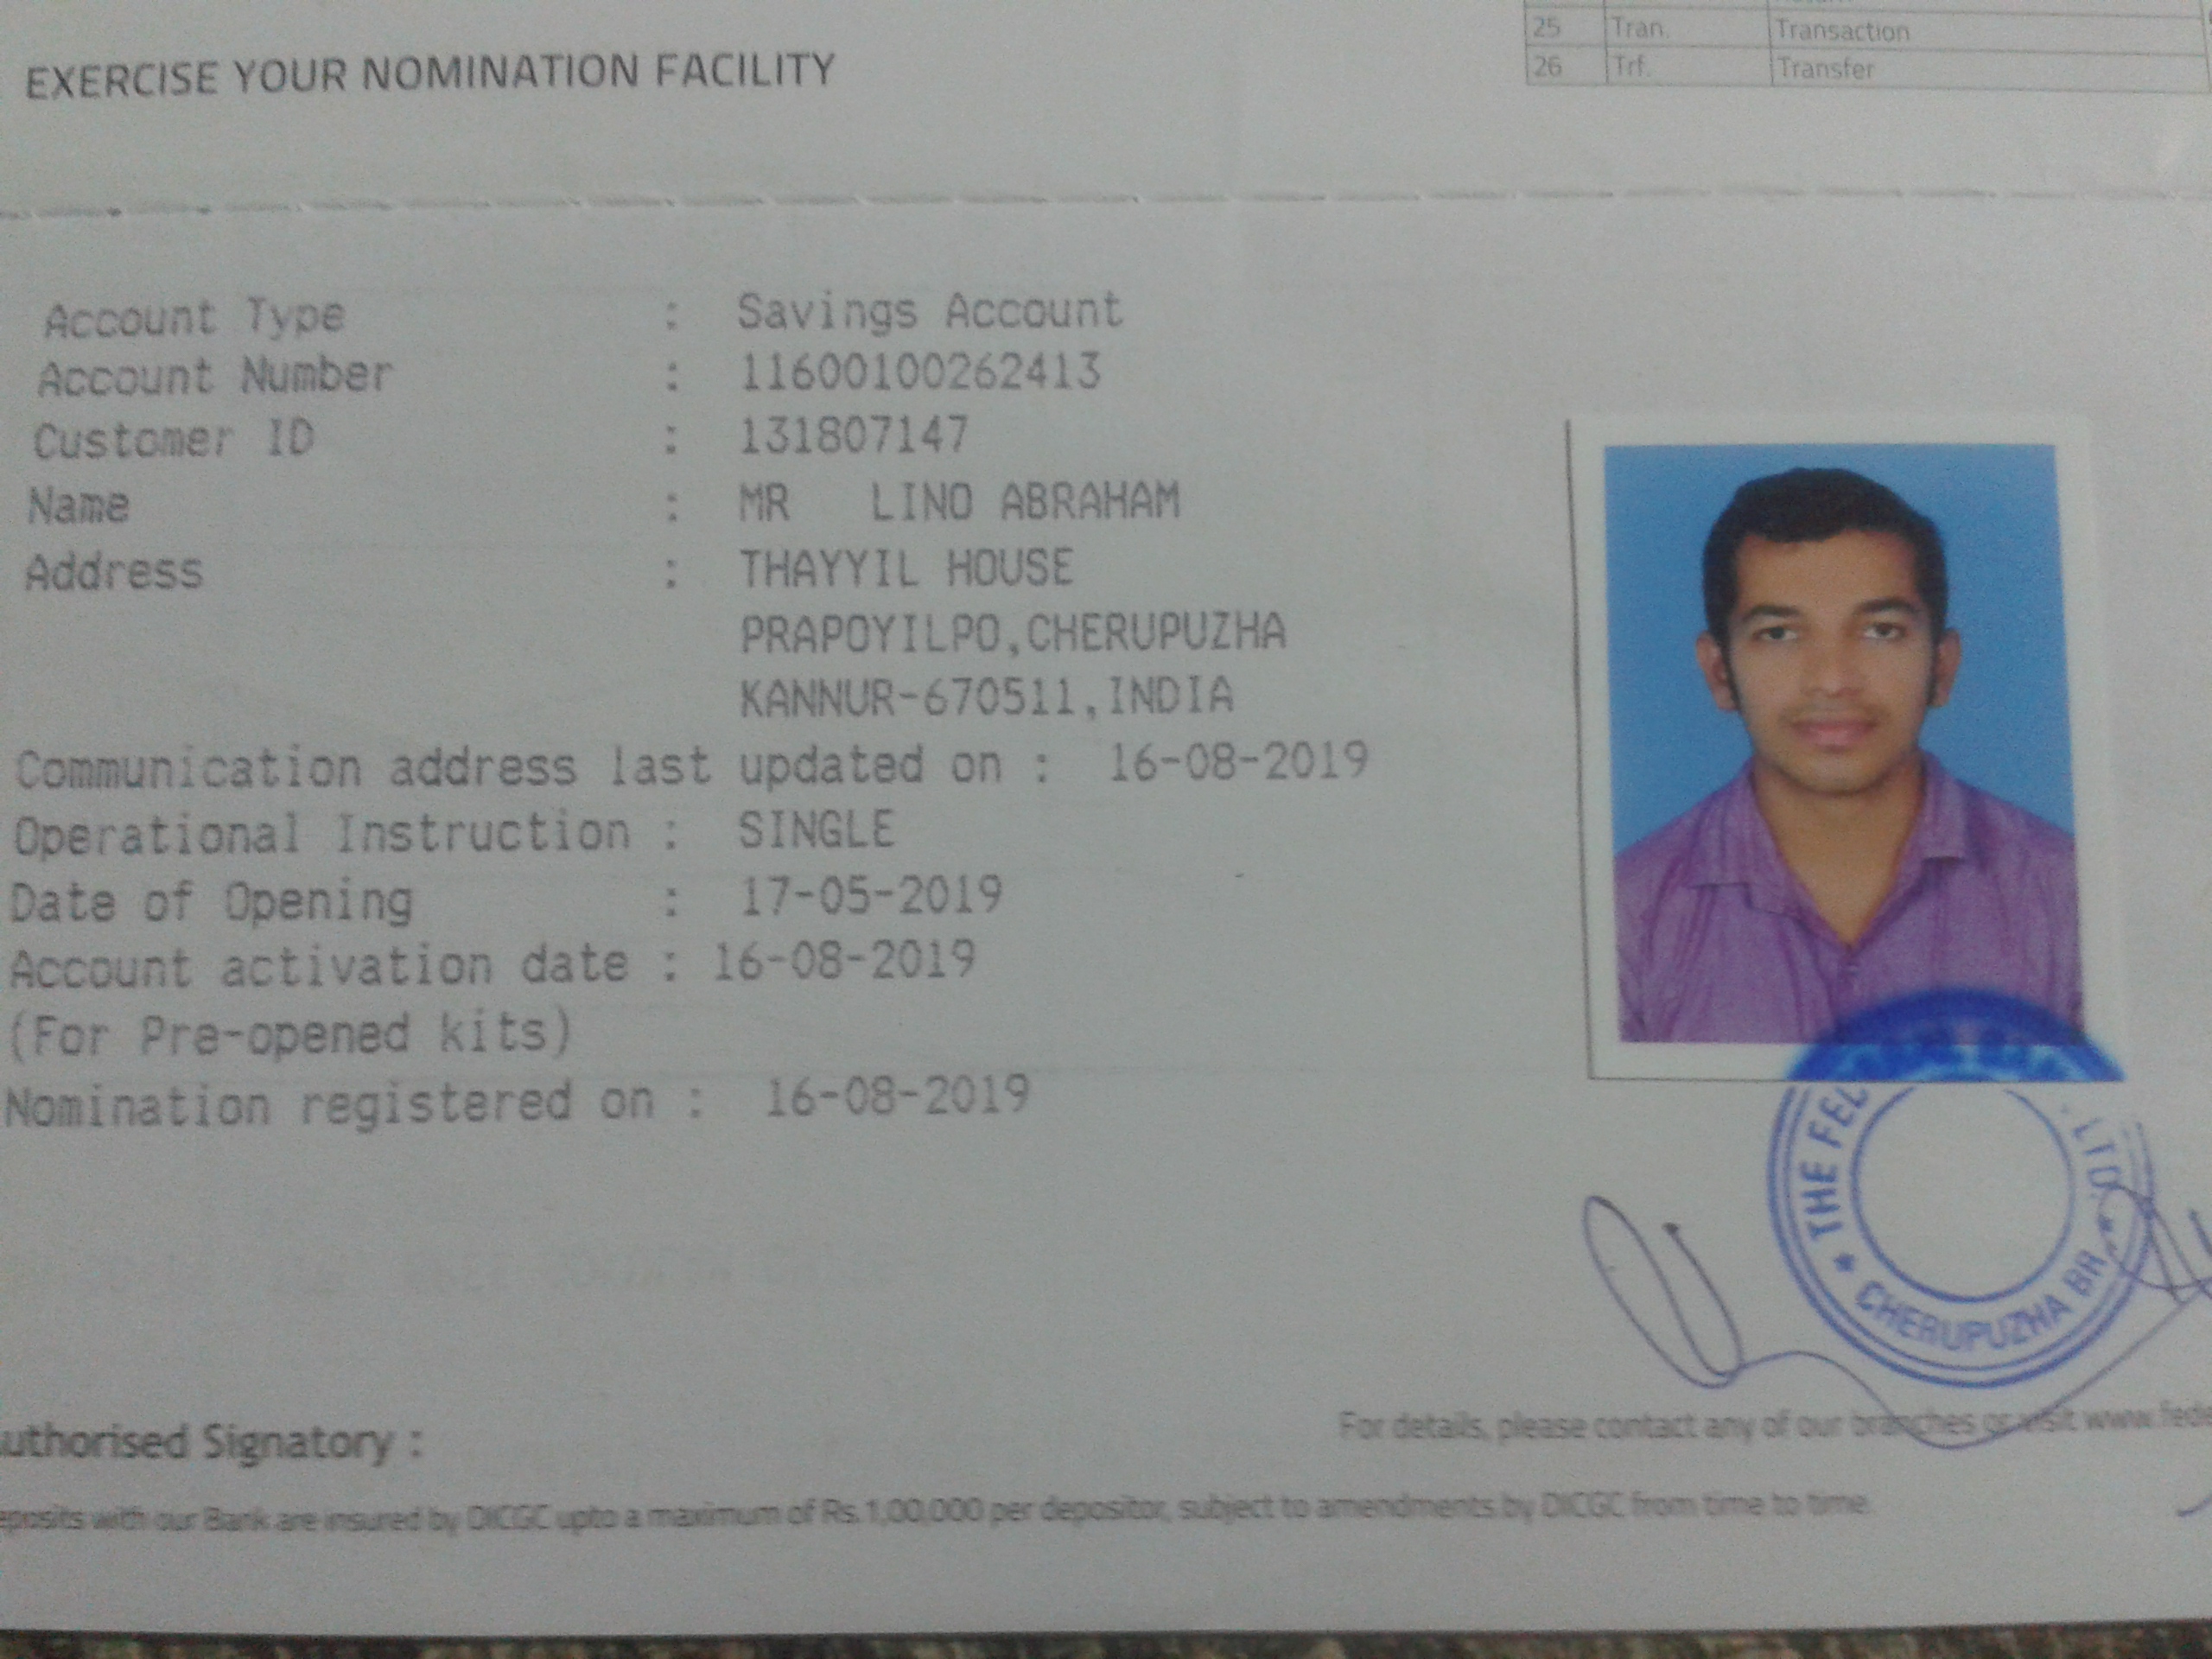 25 Tran. Transaction
26 Trf. Transfer
EXERCISE YOUR NOMINATION FACILITY
Account Type : Savings Account
Account Number : 11600100262413
Customer ID : 131807147
Name : MR LINO ABRAHAM
Address : THAYYIL HOUSE
PRAPOYILPO,CHERUPUZHA
KANNUR-670511,INDIA
Communication address last updated on : 16-08-2019
Operational Instruction : SINGLE
Date of Opening : 17-05-2019
Account activation date : 16-08-2019
(For Pre-opened kits)
Nomination registered on : 16-08-2019
THE FE
LTD.
CHERUPUZHA BR
uthorised Signatory :
For details, please contact any of our branches or visit www.fede
eposits with our Bank are insured by DICGC upto a maximum of Rs.1,00,000 per depositor, subject to amendments by DICGC from time to time.